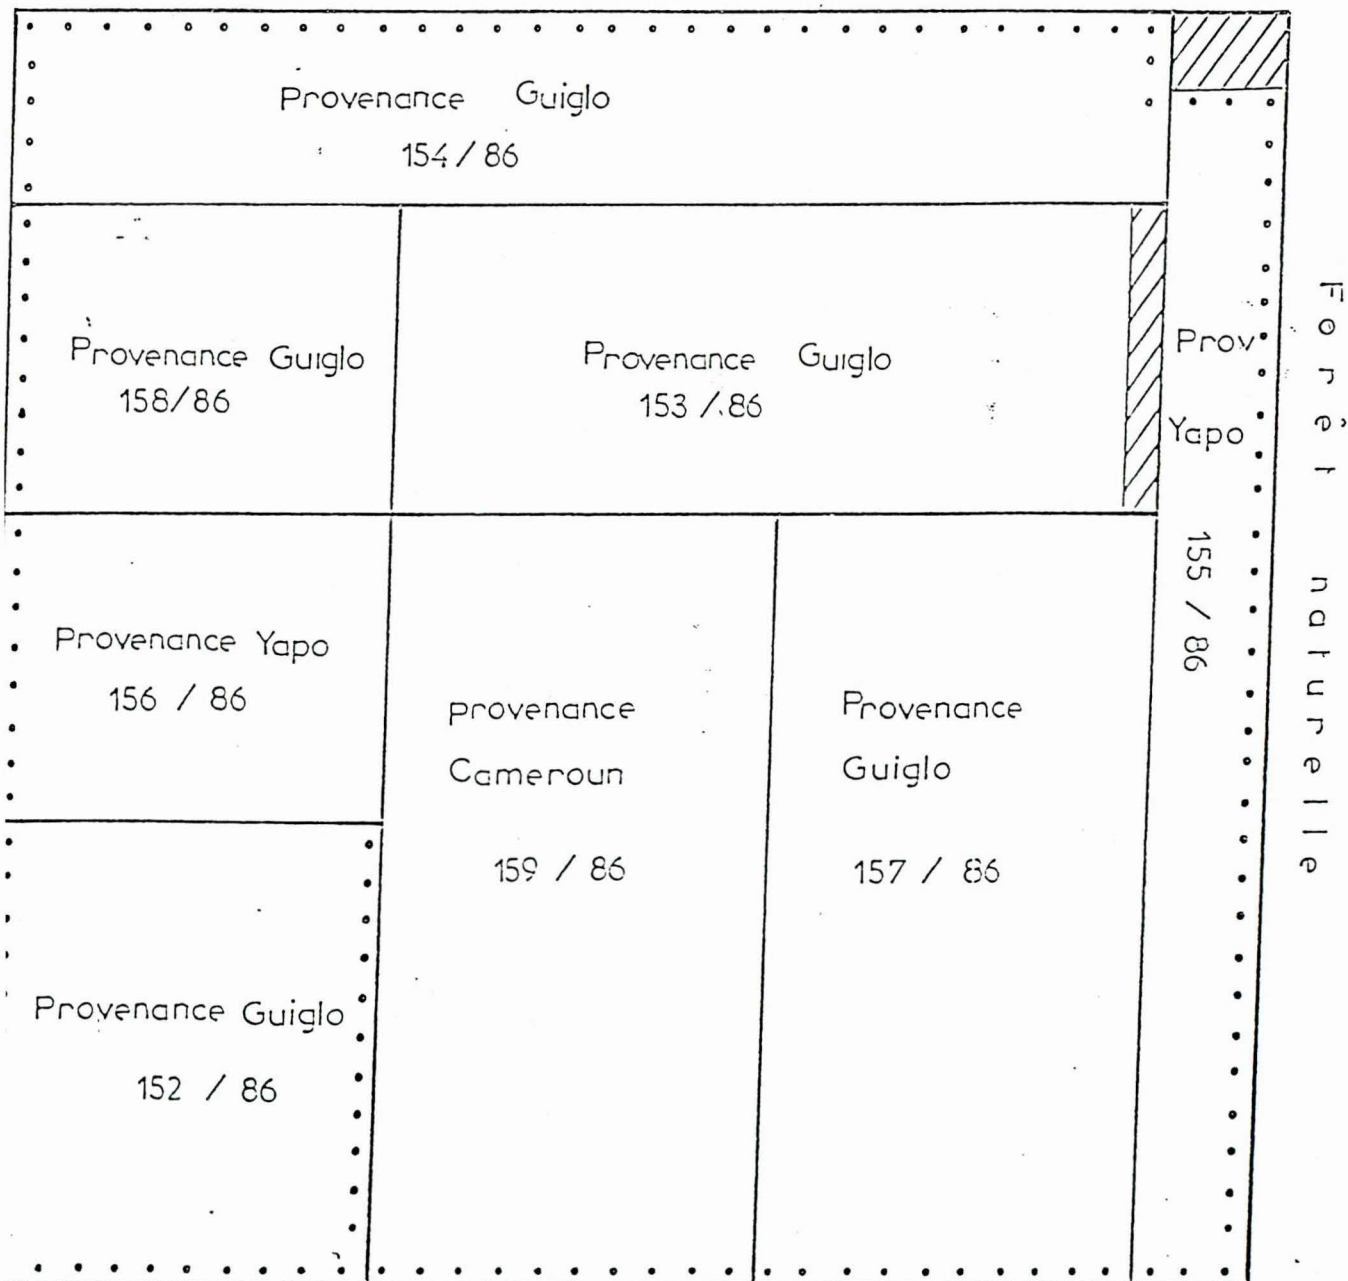 Provenance Guiglo
154 / 86
Provenance Guiglo
158/86
Provenance Guiglo
153 / 86
Prov
Yapo
155 / 86
Forêt naturelle
Provenance Yapo
156 / 86
provenance
Cameroun
159 / 86
Provenance
Guiglo
157 / 86
Provenance Guiglo
152 / 86